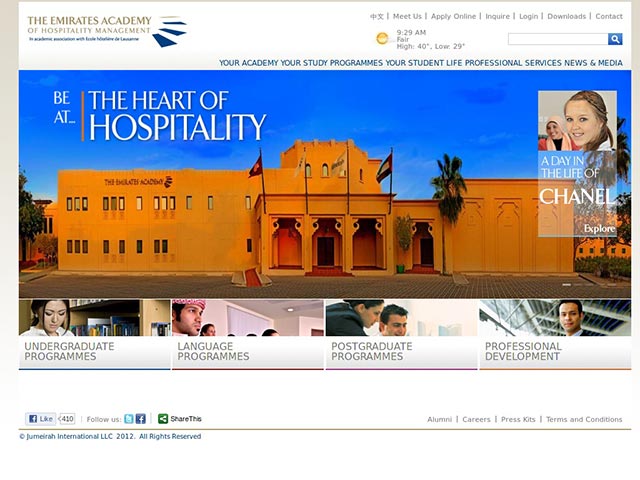 THE EMIRATES ACADEMY
OF HOSPITALITY MANAGEMENT
In academic association with Ecole hôtelière de Lausanne
中文 | Meet Us | Apply Online | Inquire | Login | Downloads | Contact
9:29 AM
Fair
High: 40°, Low: 29°
YOUR ACADEMY YOUR STUDY PROGRAMMES YOUR STUDENT LIFE PROFESSIONAL SERVICES NEWS & MEDIA
BE AT... THE HEART OF
HOSPITALITY
THE EMIRATES ACADEMY
A DAY IN
THE LIFE OF
CHANEL
Explore
UNDERGRADUATE
PROGRAMMES
LANGUAGE
PROGRAMMES
POSTGRADUATE
PROGRAMMES
PROFESSIONAL
DEVELOPMENT
Like 410 | Follow us: | ShareThis
Alumni | Careers | Press Kits | Terms and Conditions
© Jumeirah International LLC 2012. All Rights Reserved